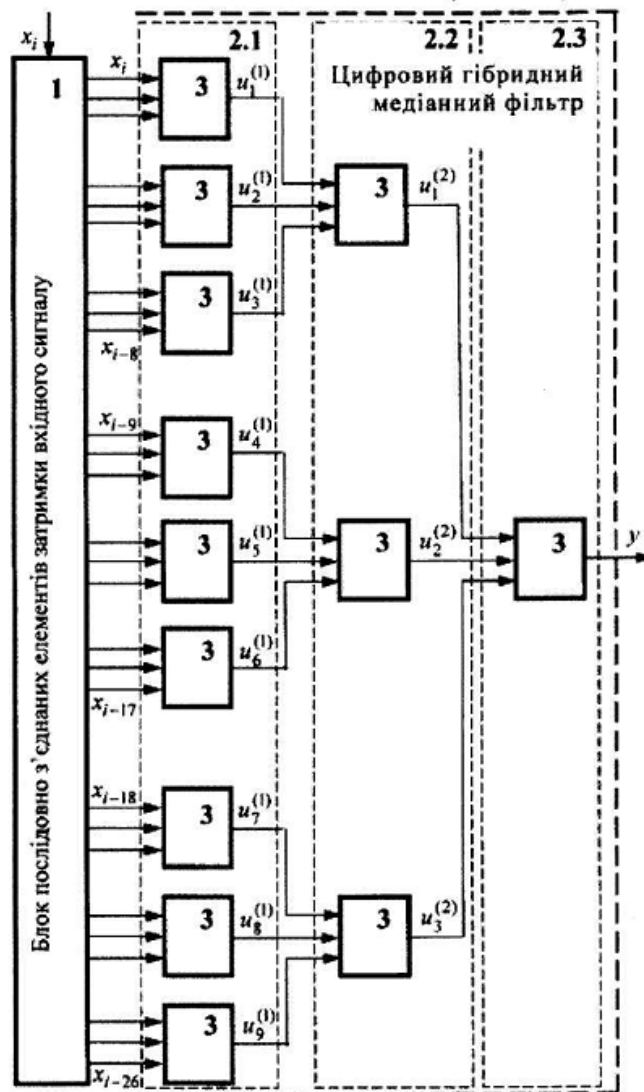 x_i
2.1
2.2
2.3
1
Цифровий гібридний
медіанний фільтр
Блок послідовно з'єднаних елементів затримки вхідного сигналу
x_i
3
u_1^(1)
3
u_2^(1)
3
u_1^(2)
3
u_3^(1)
x_{i-8}
x_{i-9}
3
u_4^(1)
3
u_5^(1)
3
u_2^(2)
3
y
3
u_6^(1)
x_{i-17}
x_{i-18}
3
u_7^(1)
3
u_8^(1)
3
u_3^(2)
3
u_9^(1)
x_{i-26}